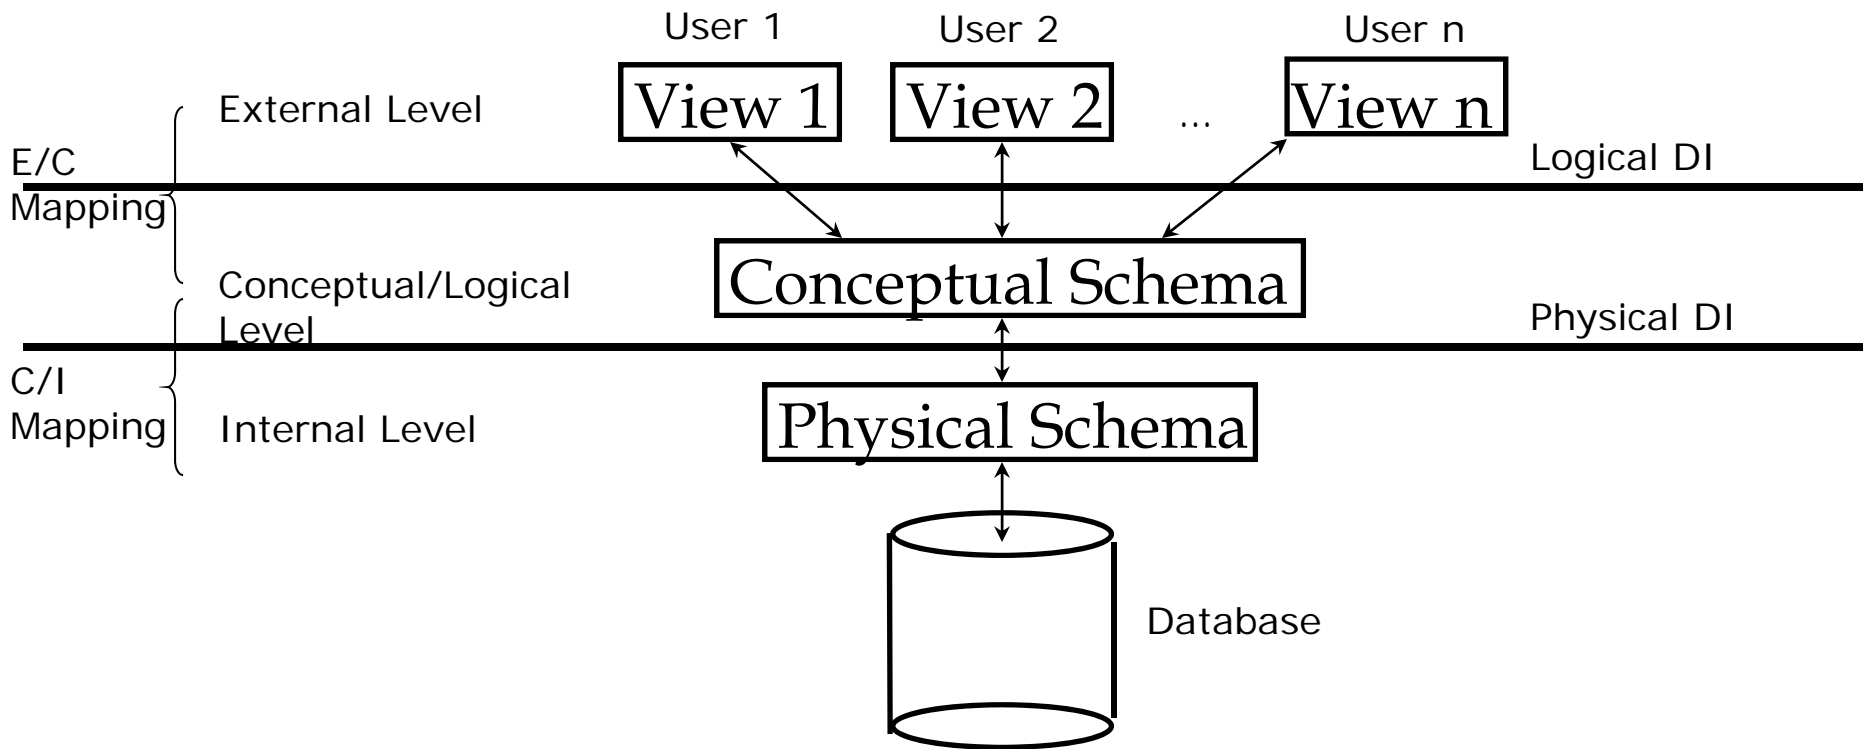 User 1
User 2
User n
View 1
View 2
...
View n
External Level
E/C
Mapping
Logical DI
Conceptual Schema
Conceptual/Logical
Level
Physical DI
C/I
Mapping
Internal Level
Physical Schema
Database